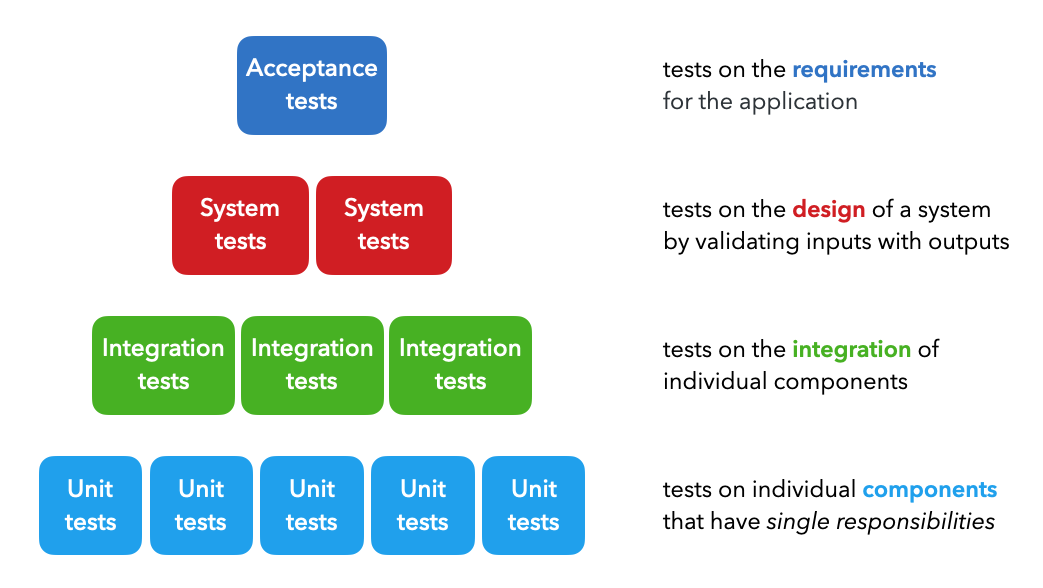 Acceptance
tests
tests on the requirements
for the application
System
tests
System
tests
tests on the design of a system
by validating inputs with outputs
Integration
tests
Integration
tests
Integration
tests
tests on the integration of
individual components
Unit
tests
Unit
tests
Unit
tests
Unit
tests
Unit
tests
tests on individual components
that have single responsibilities